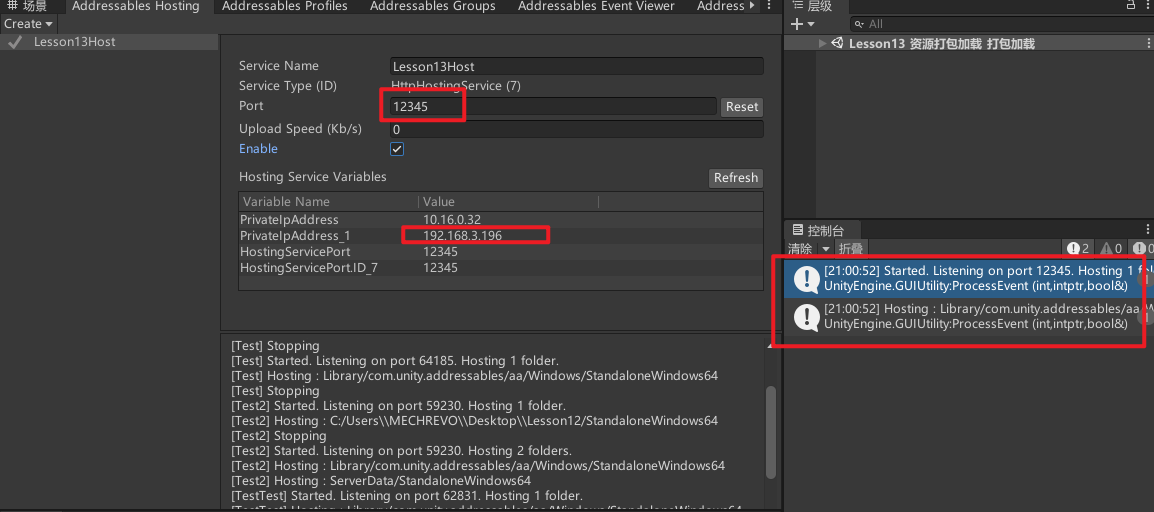 场景
Addressables Hosting
Addressables Profiles
Addressables Groups
Addressables Event Viewer
Address
层级
Create
All
Lesson13Host
Lesson13 资源打包加载 打包加载
Service Name
Lesson13Host
Service Type (ID)
HttpHostingService (7)
Port
12345
Reset
Upload Speed (Kb/s)
0
Enable
Hosting Service Variables
Refresh
Variable Name
Value
PrivateIpAddress
10.16.0.32
PrivateIpAddress_1
192.168.3.196
HostingServicePort
12345
HostingServicePort.ID_7
12345
控制台
清除
折叠
2
0
0
[21:00:52] Started. Listening on port 12345. Hosting 1 f
UnityEngine.GUIUtility:ProcessEvent (int,intptr,bool&)
[21:00:52] Hosting : Library/com.unity.addressables/aa/W
UnityEngine.GUIUtility:ProcessEvent (int,intptr,bool&)
[Test] Stopping
[Test] Started. Listening on port 64185. Hosting 1 folder.
[Test] Hosting : Library/com.unity.addressables/aa/Windows/StandaloneWindows64
[Test] Stopping
[Test2] Started. Listening on port 59230. Hosting 1 folder.
[Test2] Hosting : C:/Users\\MECHREVO\\Desktop\\Lesson12/StandaloneWindows64
[Test2] Stopping
[Test2] Started. Listening on port 59230. Hosting 2 folders.
[Test2] Hosting : Library/com.unity.addressables/aa/Windows/StandaloneWindows64
[Test2] Hosting : ServerData/StandaloneWindows64
[TestTest] Started. Listening on port 62831. Hosting 1 folder.
[TestTest] Hosting : Library/com.unity.addressables/aa/Windows/StandaloneWindows64